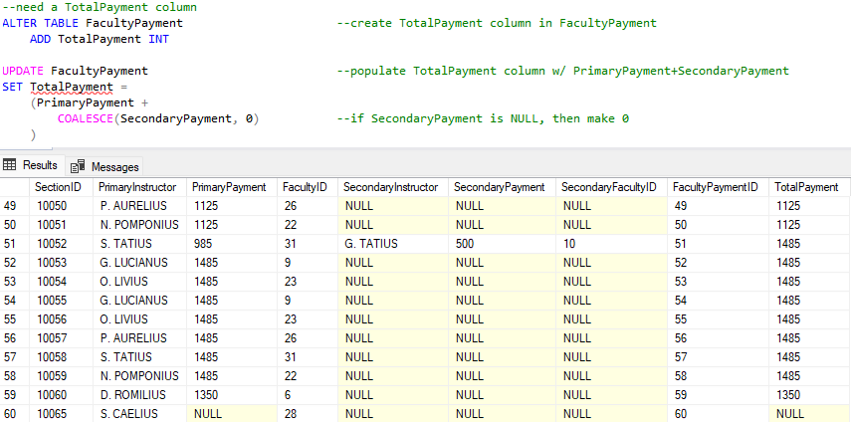 --need a TotalPayment column
ALTER TABLE FacultyPayment --create TotalPayment column in FacultyPayment
ADD TotalPayment INT
UPDATE FacultyPayment --populate TotalPayment column w/ PrimaryPayment+SecondaryPayment
SET TotalPayment =
(PrimaryPayment +
COALESCE(SecondaryPayment, 0) --if SecondaryPayment is NULL, then make 0
)
Results Messages
SectionID PrimaryInstructor PrimaryPayment FacultyID SecondaryInstructor SecondaryPayment SecondaryFacultyID FacultyPaymentID TotalPayment
49 10050 P. AURELIUS 1125 26 NULL NULL NULL 49 1125
50 10051 N. POMPONIUS 1125 22 NULL NULL NULL 50 1125
51 10052 S. TATIUS 985 31 G. TATIUS 500 10 51 1485
52 10053 G. LUCIANUS 1485 9 NULL NULL NULL 52 1485
53 10054 O. LIVIUS 1485 23 NULL NULL NULL 53 1485
54 10055 G. LUCIANUS 1485 9 NULL NULL NULL 54 1485
55 10056 O. LIVIUS 1485 23 NULL NULL NULL 55 1485
56 10057 P. AURELIUS 1485 26 NULL NULL NULL 56 1485
57 10058 S. TATIUS 1485 31 NULL NULL NULL 57 1485
58 10059 N. POMPONIUS 1485 22 NULL NULL NULL 58 1485
59 10060 D. ROMILIUS 1350 6 NULL NULL NULL 59 1350
60 10065 S. CAELIUS NULL 28 NULL NULL NULL 60 NULL